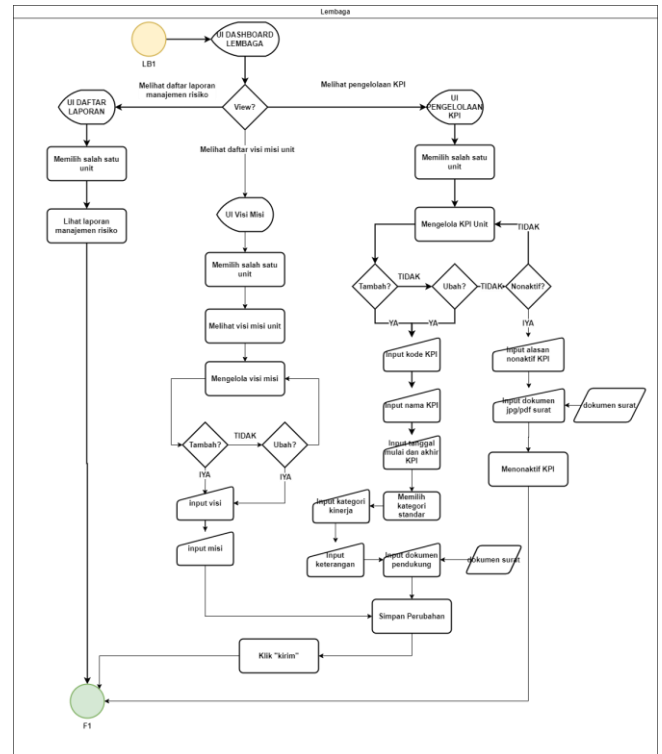 Lembaga
UI DASHBOARD
LEMBAGA
LB1
Melihat daftar laporan
manajemen risiko
Melihat pengelolaan KPI
View?
UI DAFTAR
LAPORAN
UI
PENGELOLAAN
KPI
Melihat daftar visi misi unit
Memilih salah satu
unit
Memilih salah satu
unit
Lihat laporan
manajemen risiko
UI Visi Misi
Mengelola KPI Unit
TIDAK
Memilih salah satu
unit
Tambah?
TIDAK
Ubah?
TIDAK
Nonaktif?
Melihat visi misi unit
YA
YA
IYA
Input kode KPI
Input alasan
nonaktif KPI
Mengelola visi misi
Input nama KPI
Input dokumen
jpg/pdf surat
dokumen surat
Tambah?
TIDAK
Ubah?
Input tanggal
mulai dan akhir
KPI
Menonaktif KPI
IYA
IYA
input visi
Input kategori
kinerja
Memilih
kategori
standar
input misi
Input
keterangan
Input dokumen
pendukung
dokumen surat
Simpan Perubahan
Klik "kirim"
F1